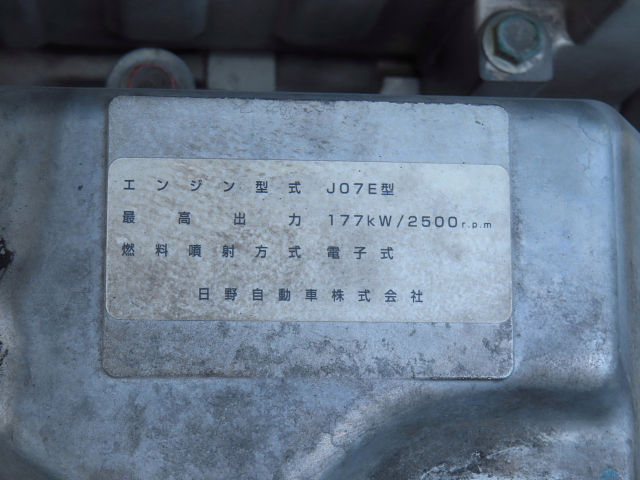 エンジン型式 J07E型
最高出力 177kW/2500r.p.m
燃料噴射方式 電子式
日野自動車株式会社